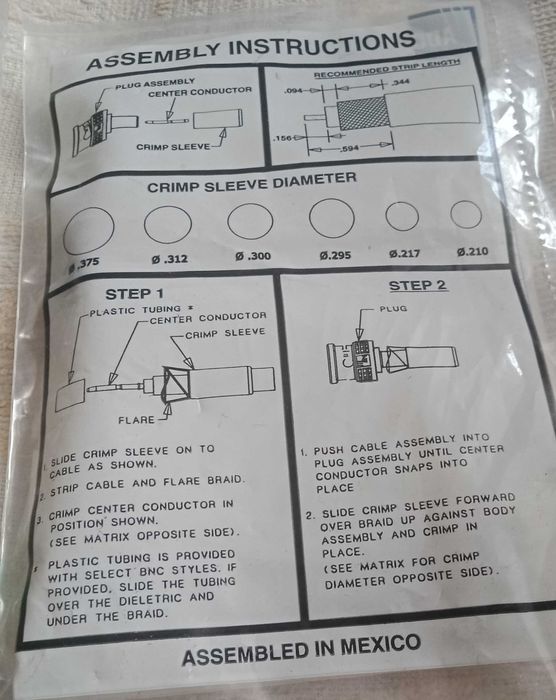 ASSEMBLY INSTRUCTIONS
PLUG ASSEMBLY
CENTER CONDUCTOR
CRIMP SLEEVE
RECOMMENDED STRIP LENGTH
.094
.344
.156
.594
CRIMP SLEEVE DIAMETER
Ø.375
Ø.312
Ø.300
Ø.295
Ø.217
Ø.210
STEP 1
PLASTIC TUBING *
CENTER CONDUCTOR
CRIMP SLEEVE
FLARE
1. SLIDE CRIMP SLEEVE ON TO
CABLE AS SHOWN.
2. STRIP CABLE AND FLARE BRAID.
3. CRIMP CENTER CONDUCTOR IN
POSITION SHOWN.
(SEE MATRIX OPPOSITE SIDE).
* PLASTIC TUBING IS PROVIDED
WITH SELECT BNC STYLES. IF
PROVIDED, SLIDE THE TUBING
OVER THE DIELETRIC AND
UNDER THE BRAID.
STEP 2
PLUG
1. PUSH CABLE ASSEMBLY INTO
PLUG ASSEMBLY UNTIL CENTER
CONDUCTOR SNAPS INTO
PLACE
2. SLIDE CRIMP SLEEVE FORWARD
OVER BRAID UP AGAINST BODY
ASSEMBLY AND CRIMP IN
PLACE.
(SEE MATRIX FOR CRIMP
DIAMETER OPPOSITE SIDE).
ASSEMBLED IN MEXICO